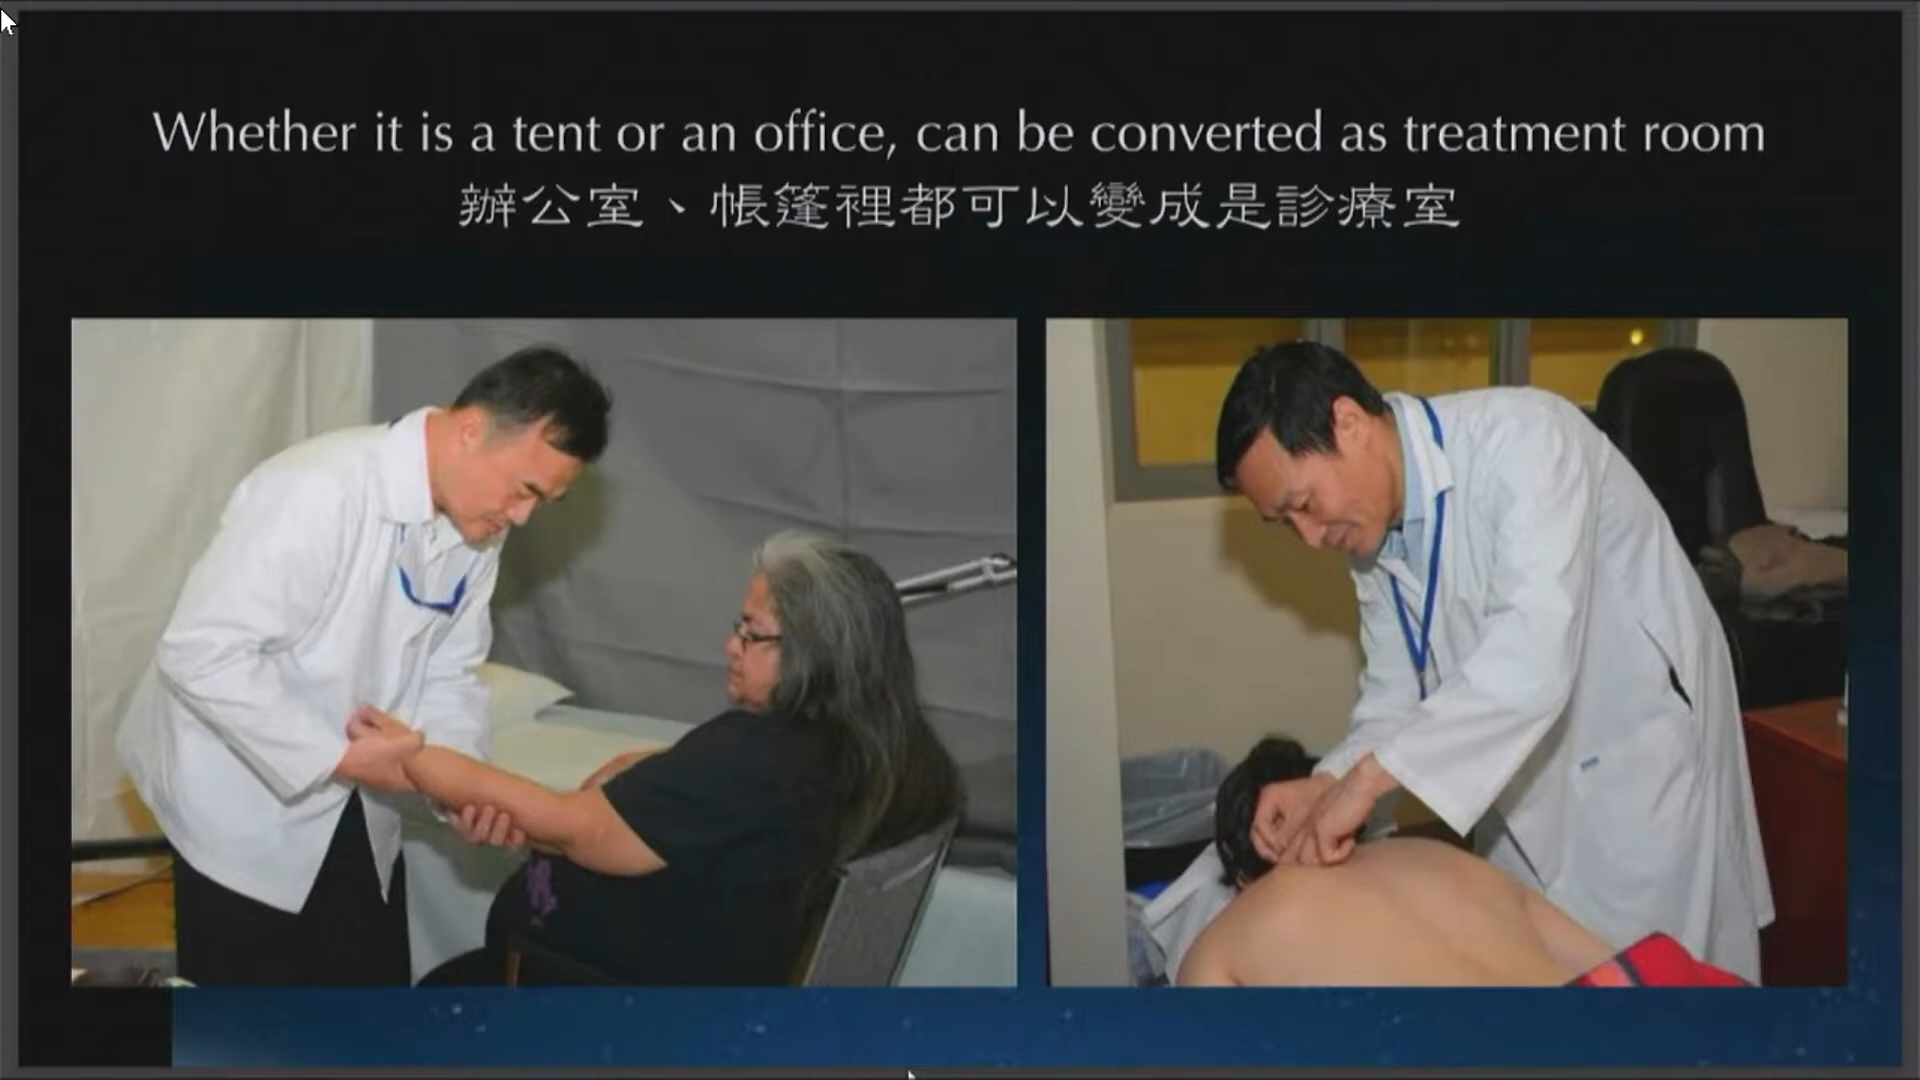 Whether it is a tent or an office, can be converted as treatment room
辦公室、帳篷裡都可以變成是診療室